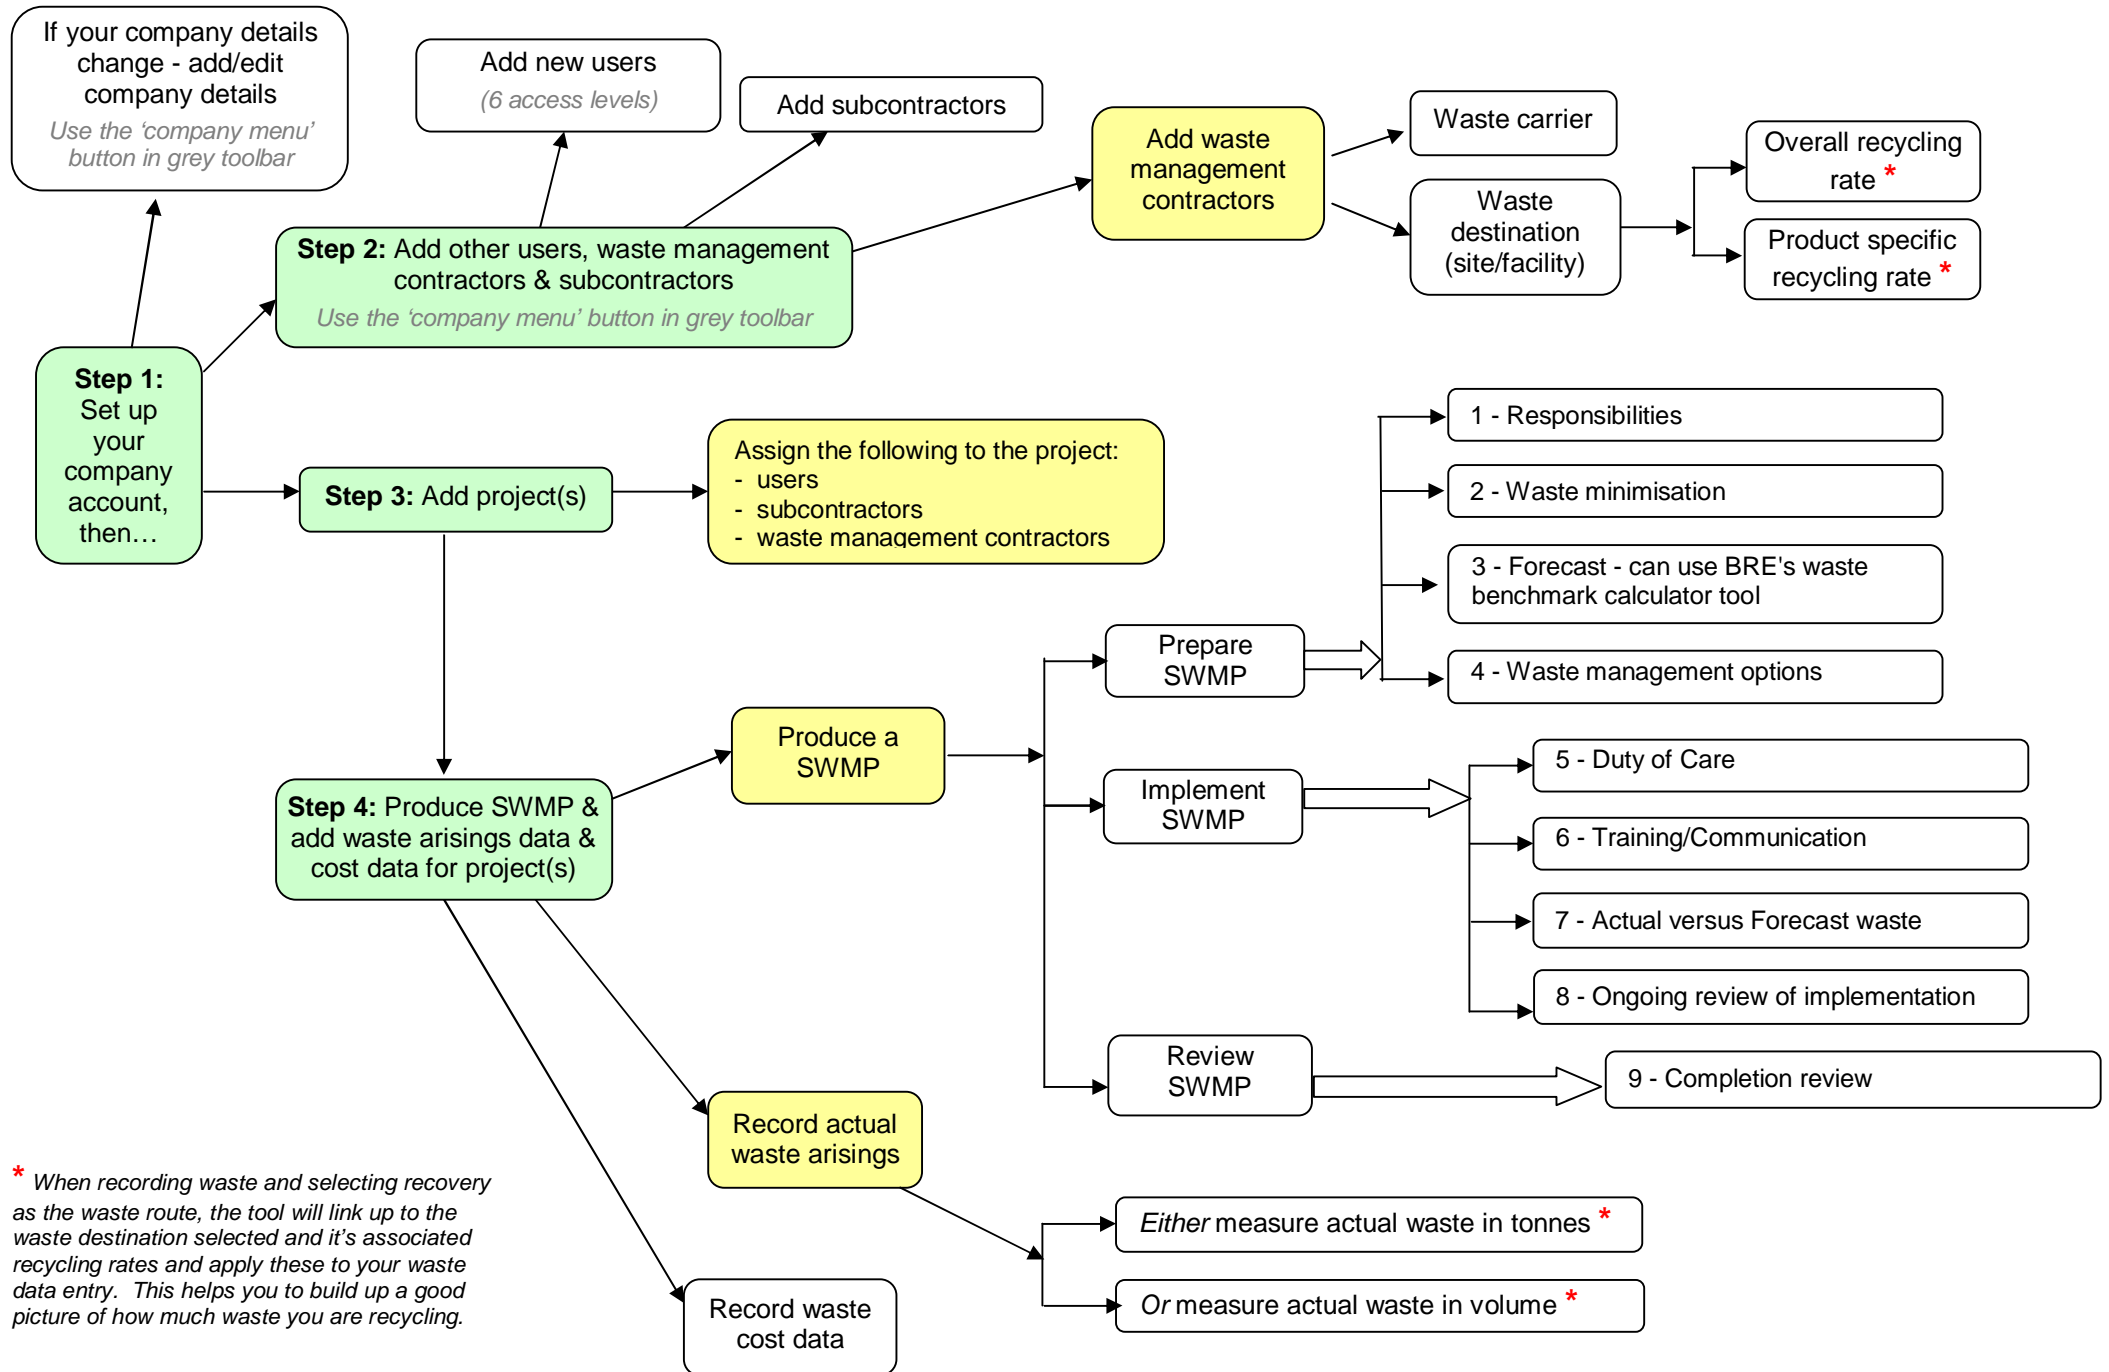 If your company details
change - add/edit
company details
Use the ‘company menu’
button in grey toolbar
Add new users
(6 access levels)
Add subcontractors
Add waste
management
contractors
Waste carrier
Waste
destination
(site/facility)
Overall recycling
rate *
Product specific
recycling rate *
Step 2: Add other users, waste management
contractors & subcontractors
Use the ‘company menu’ button in grey toolbar
Step 1:
Set up
your
company
account,
then…
Step 3: Add project(s)
Assign the following to the project:
- users
- subcontractors
- waste management contractors
1 - Responsibilities
2 - Waste minimisation
3 - Forecast - can use BRE's waste
benchmark calculator tool
4 - Waste management options
Prepare
SWMP
Produce a
SWMP
Implement
SWMP
5 - Duty of Care
6 - Training/Communication
7 - Actual versus Forecast waste
8 - Ongoing review of implementation
Step 4: Produce SWMP &
add waste arisings data &
cost data for project(s)
Review
SWMP
9 - Completion review
Record actual
waste arisings
Either measure actual waste in tonnes *
Or measure actual waste in volume *
Record waste
cost data
* When recording waste and selecting recovery
as the waste route, the tool will link up to the
waste destination selected and it’s associated
recycling rates and apply these to your waste
data entry.  This helps you to build up a good
picture of how much waste you are recycling.